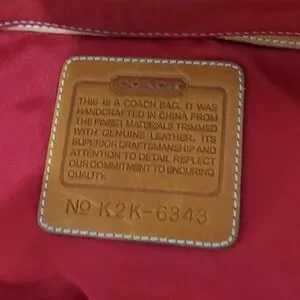 COACH
THIS IS A COACH BAG. IT WAS
HANDCRAFTED IN CHINA FROM
THE FINEST MATERIALS TRIMMED
WITH GENUINE LEATHER. ITS
SUPERIOR CRAFTSMANSHIP AND
ATTENTION TO DETAIL REFLECT
OUR COMMITMENT TO ENDURING
QUALITY.
Nº K2K-6343